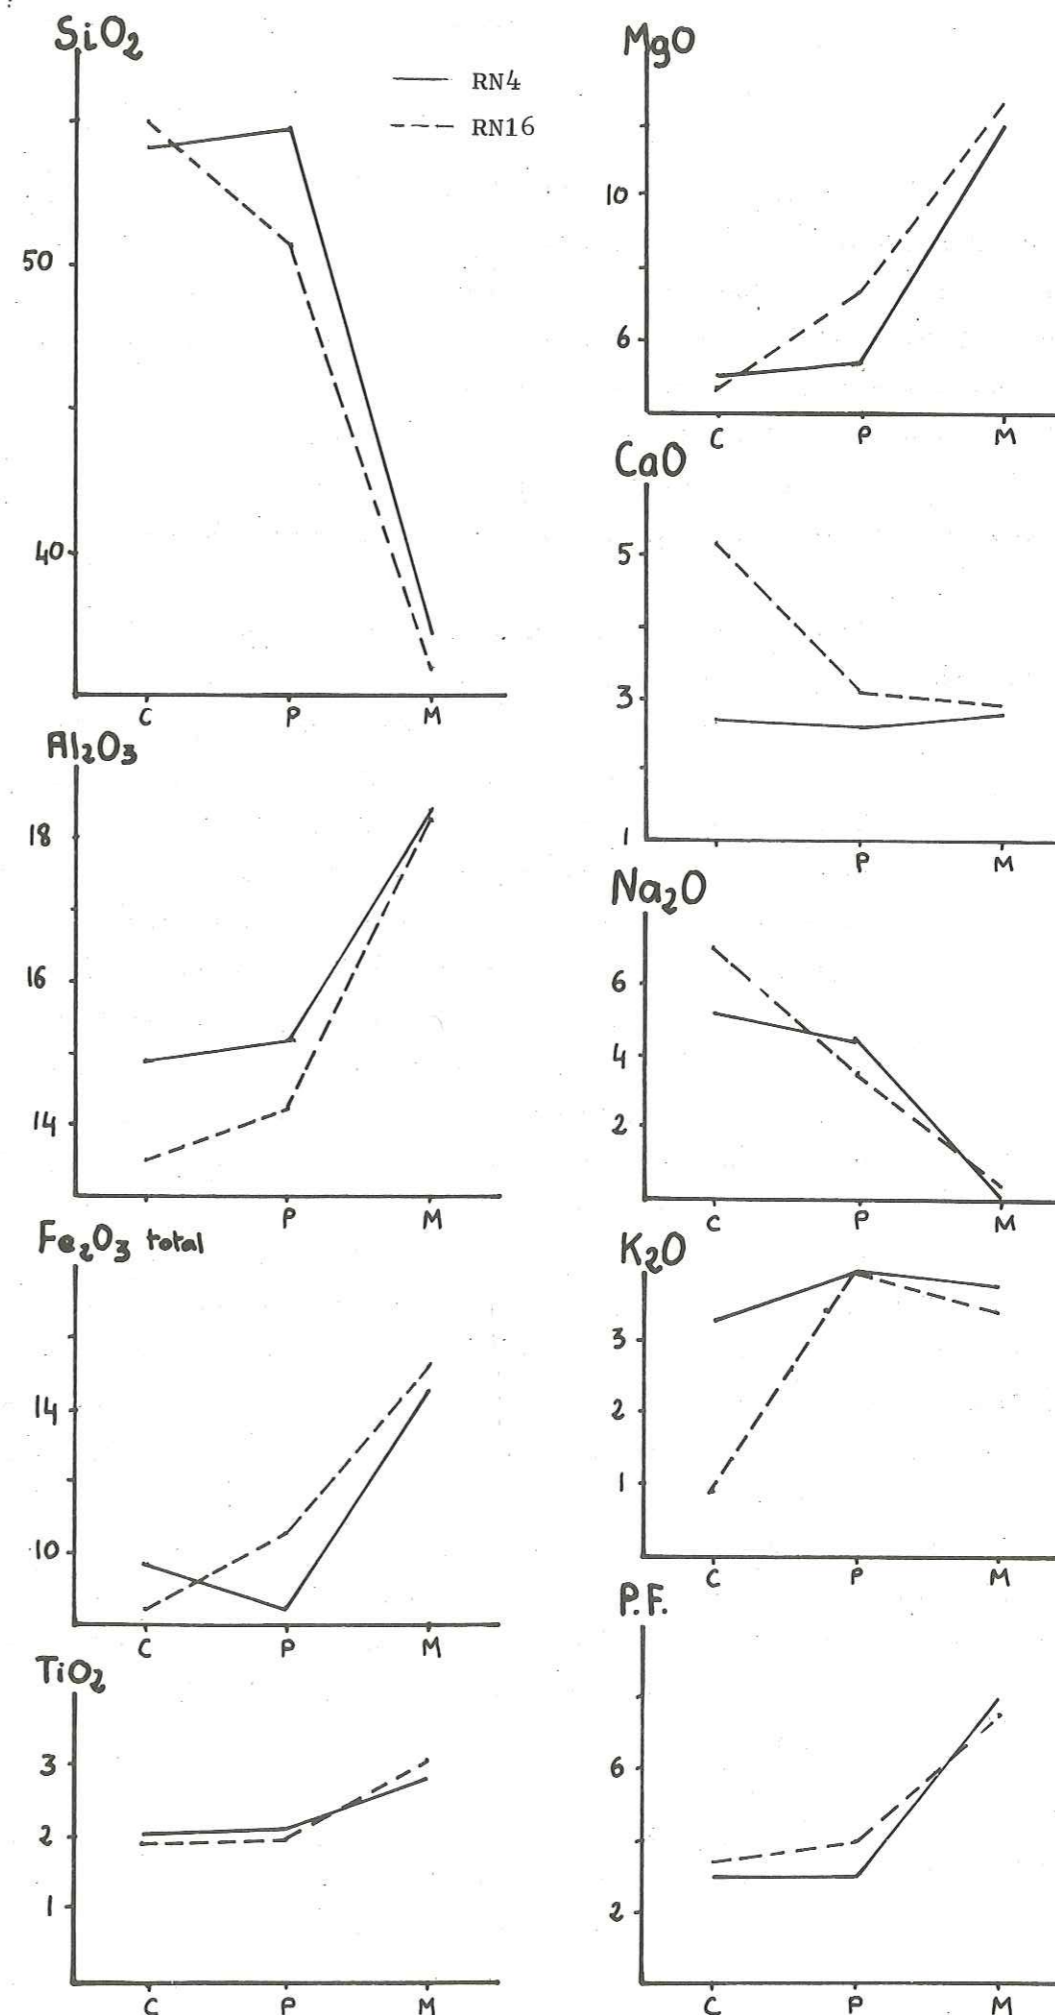 SiO₂
RN4
RN16
50
40
C P M
Al₂O₃
18
16
14
P M
Fe₂O₃ total
14
10
C P M
TiO₂
3
2
1
C P M
MgO
10
6
C P M
CaO
5
3
1
P M
Na₂O
6
4
2
C P M
K₂O
3
2
1
C P M
P.F.
6
2
C P M